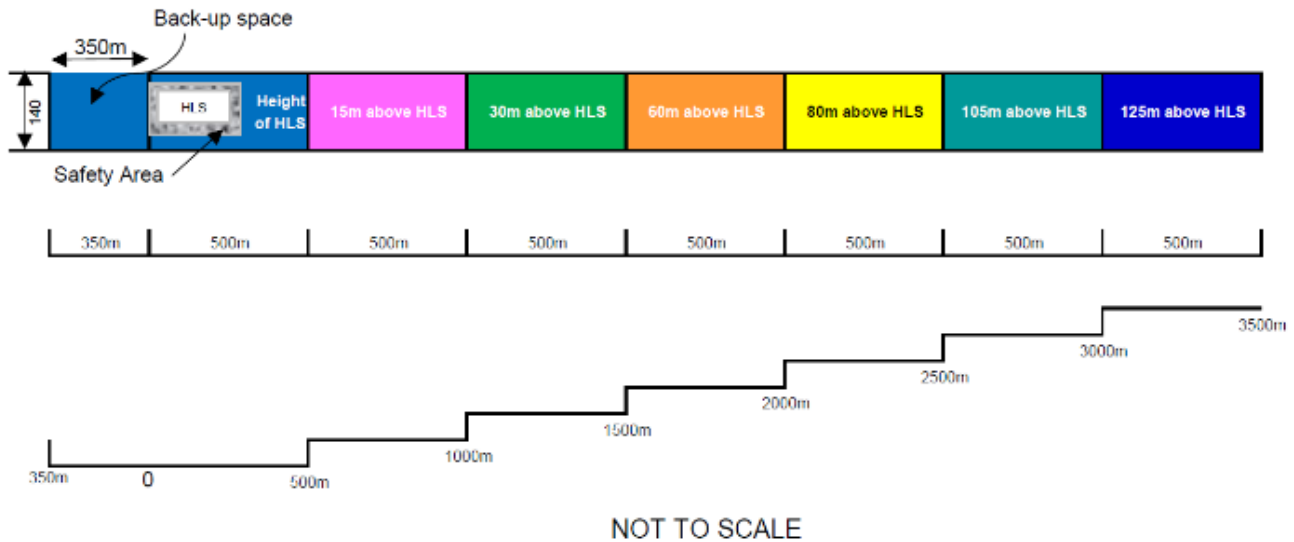 Back-up space
350m
140
HLS
Height
of HLS
15m above HLS
30m above HLS
60m above HLS
80m above HLS
105m above HLS
125m above HLS
Safety Area
350m
500m
500m
500m
500m
500m
500m
500m
3500m
3000m
2500m
2000m
1500m
1000m
350m
0
500m
NOT TO SCALE